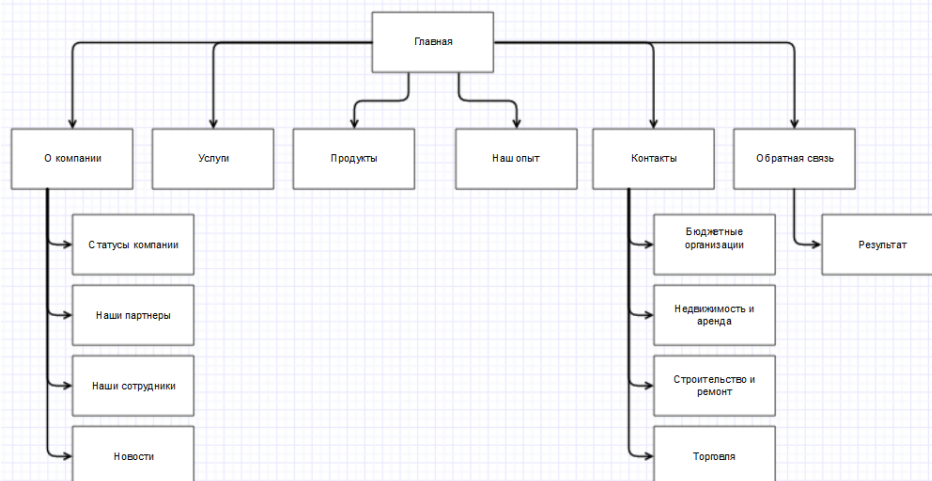 Главная
О компании
Услуги
Продукты
Наш опыт
Контакты
Обратная связь
Статусы компании
Наши партнеры
Наши сотрудники
Новости
Бюджетные
организации
Недвижимость и
аренда
Строительство и
ремонт
Торговля
Результат